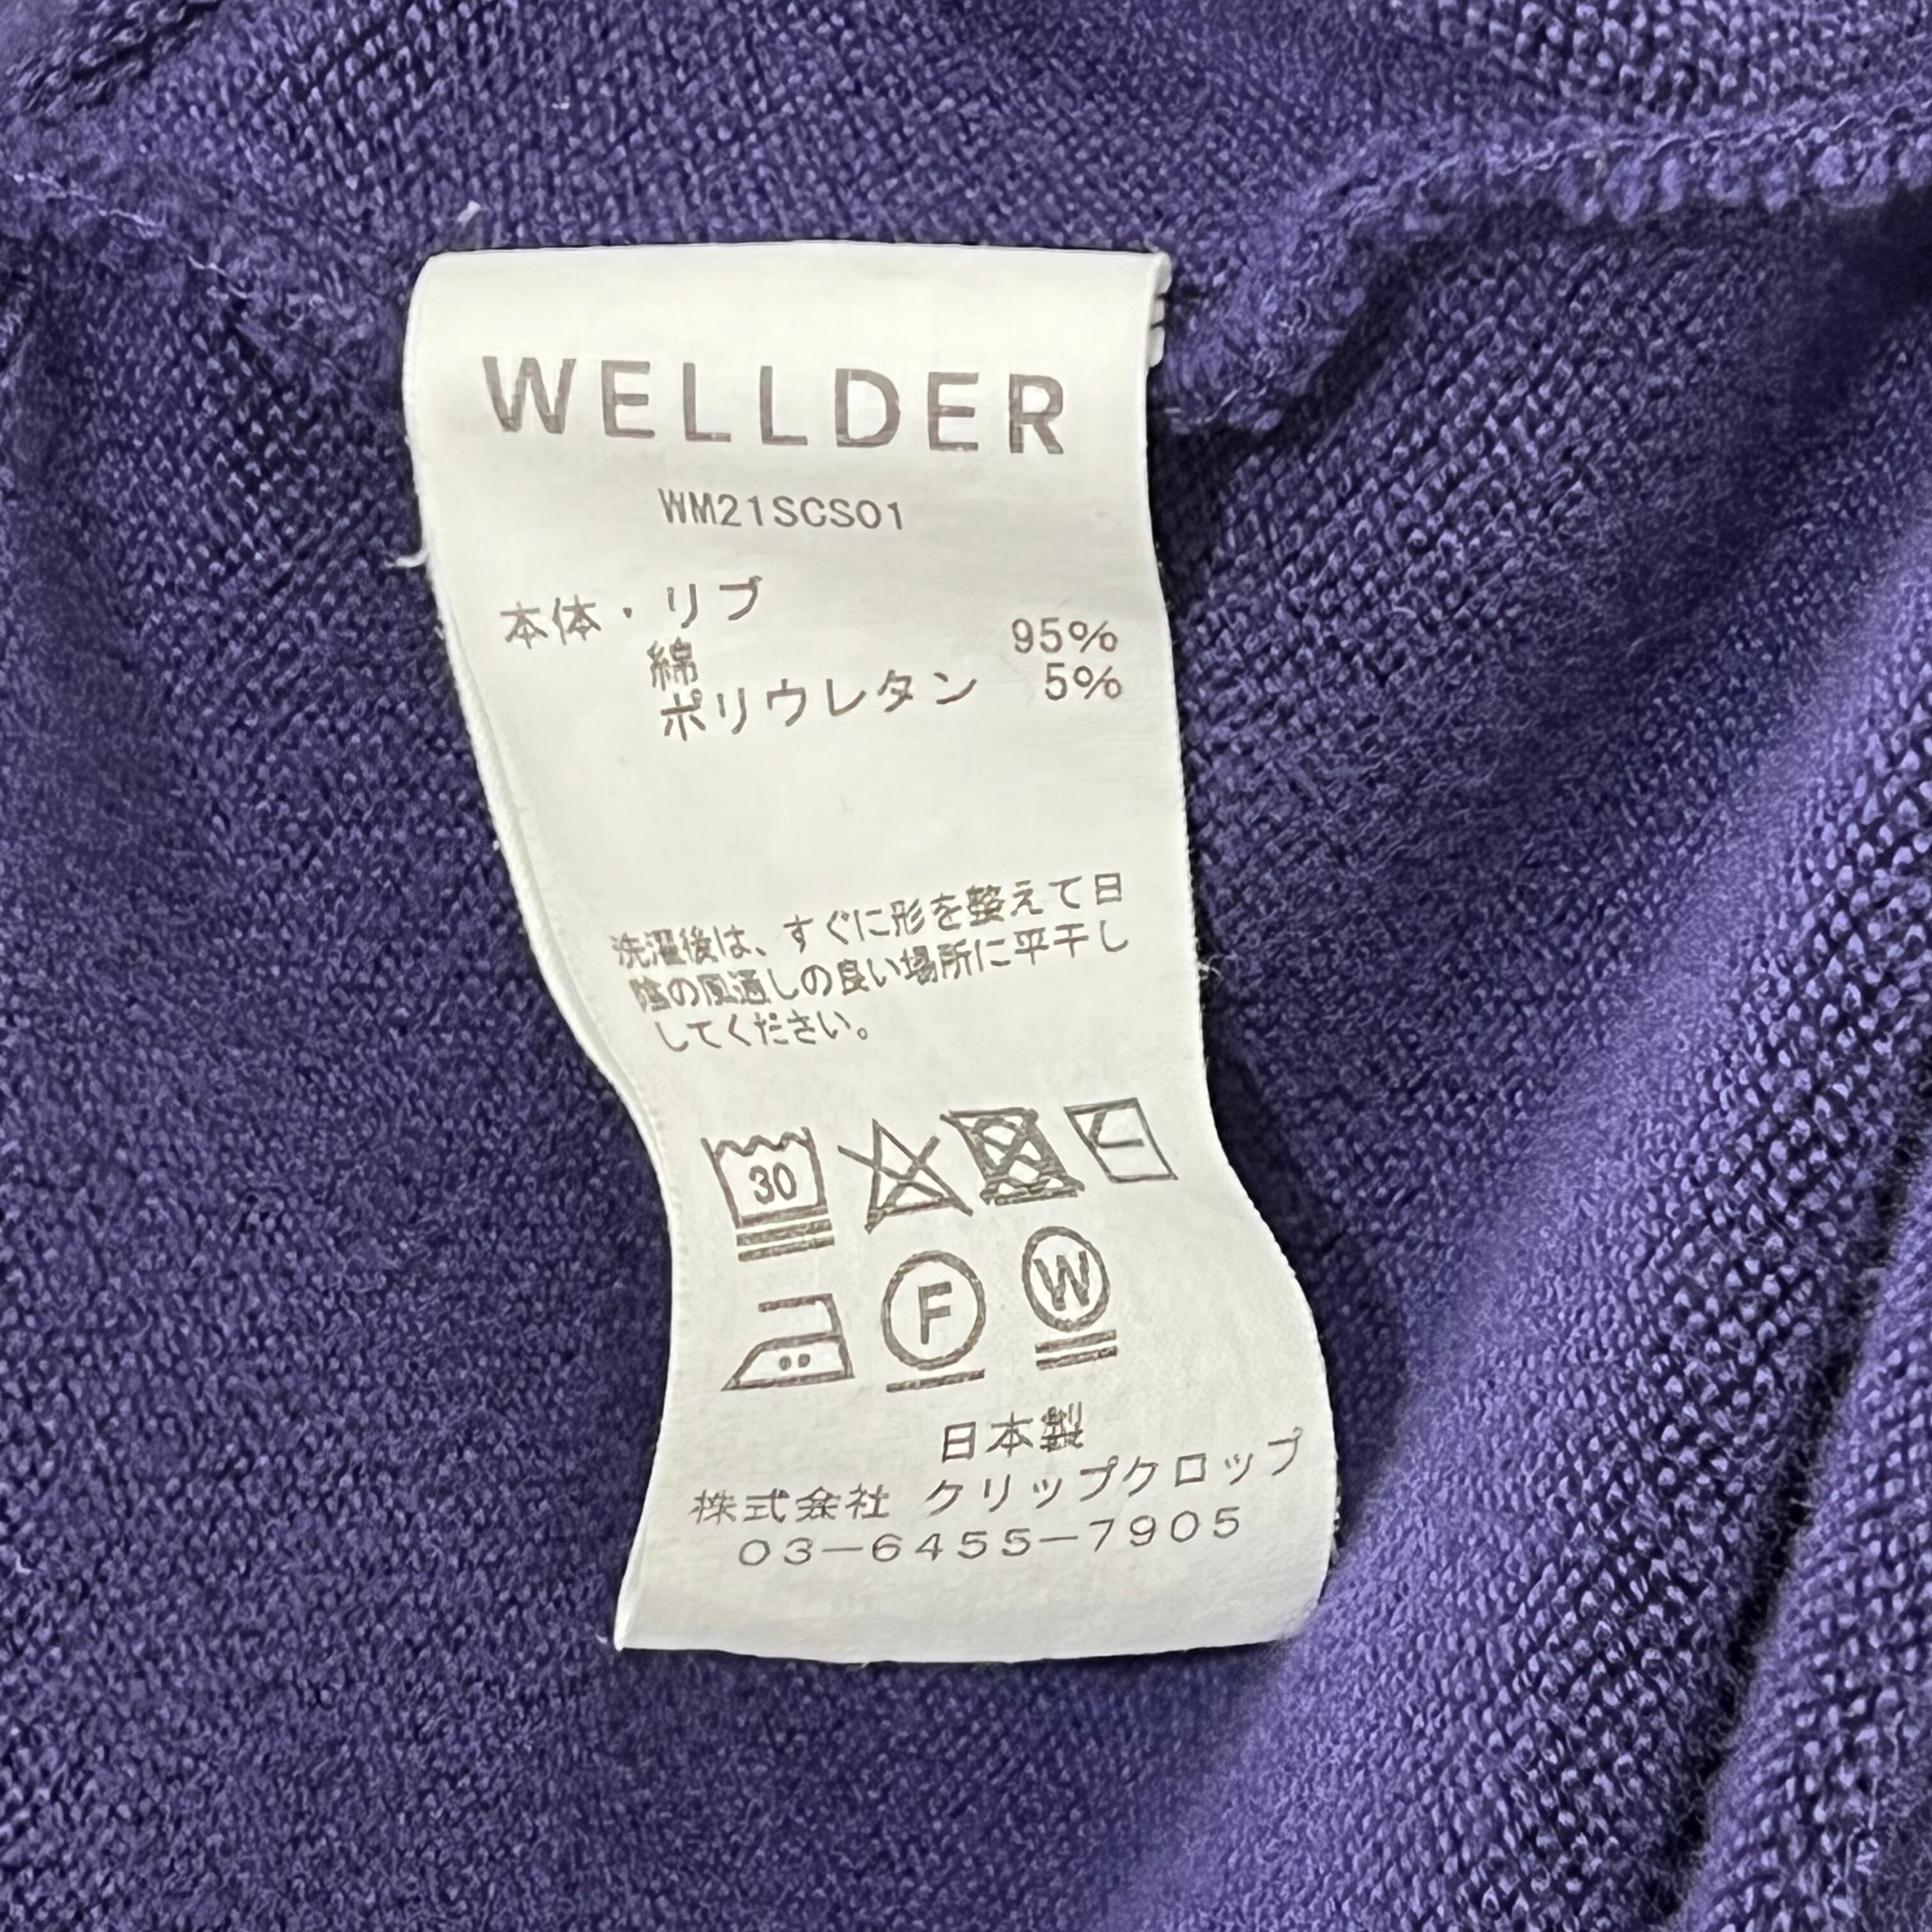 WELLDER
WM21SCS01
本体・リブ
綿 95%
ポリウレタン 5%
洗濯後は、すぐに形を整えて日
陰の風通しの良い場所に平干し
してください。
30
F W
日本製
株式会社 クリップクロップ
03-6455-7905